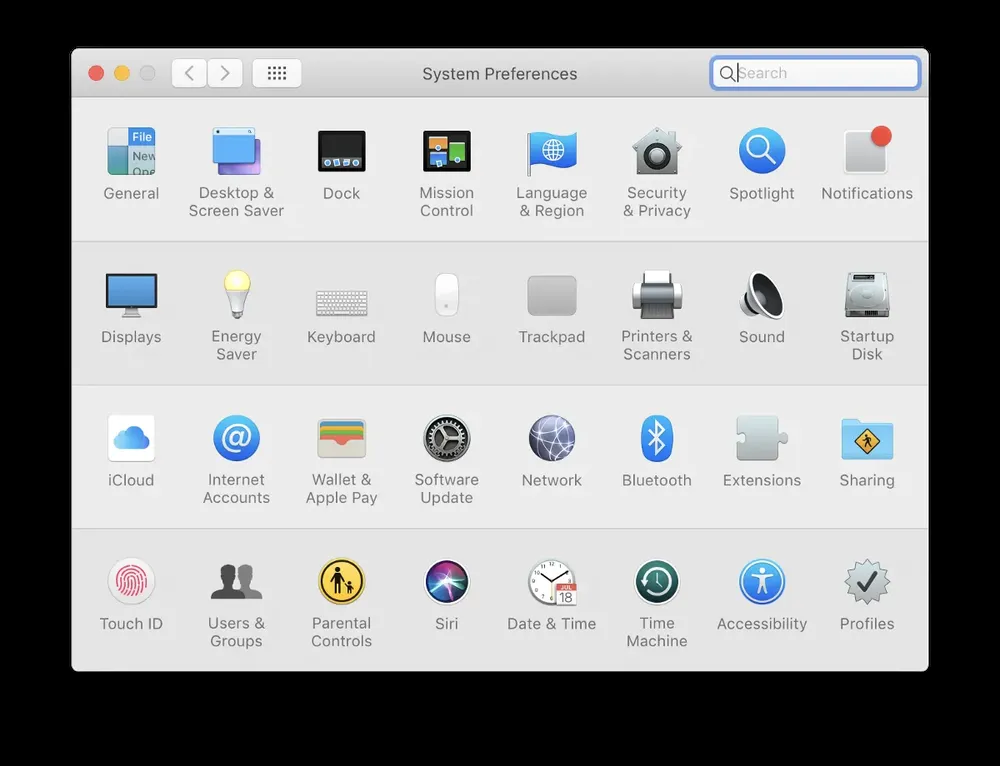 System Preferences
Search
File
New
Ope
General
Desktop &
Screen Saver
Dock
Mission
Control
Language
& Region
Security
& Privacy
Spotlight
Notifications
Displays
Energy
Saver
Keyboard
Mouse
Trackpad
Printers &
Scanners
Sound
Startup
Disk
iCloud
@
Internet
Accounts
Wallet &
Apple Pay
Software
Update
Network
Bluetooth
Extensions
Sharing
Touch ID
Users &
Groups
Parental
Controls
Siri
JUL
18
Date & Time
Time
Machine
Accessibility
Profiles